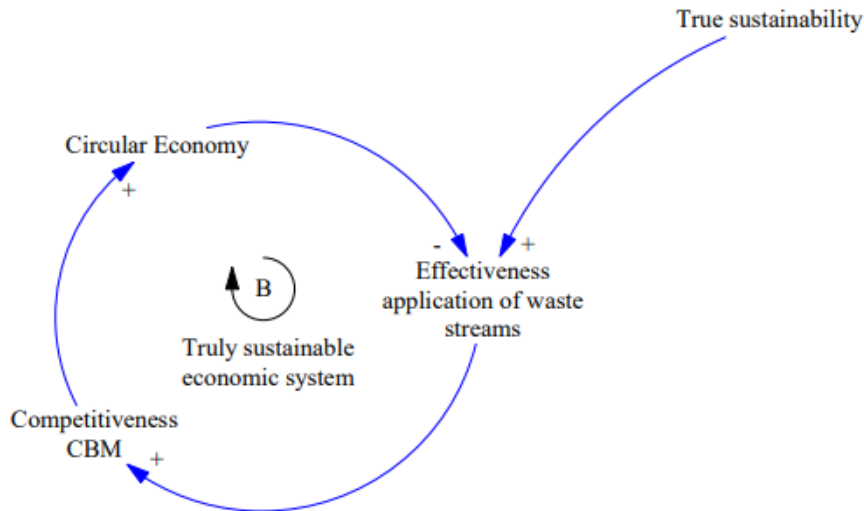 True sustainability
Circular Economy
+
-
+
Effectiveness
application of waste
streams
B
Truly sustainable
economic system
Competitiveness
CBM
+